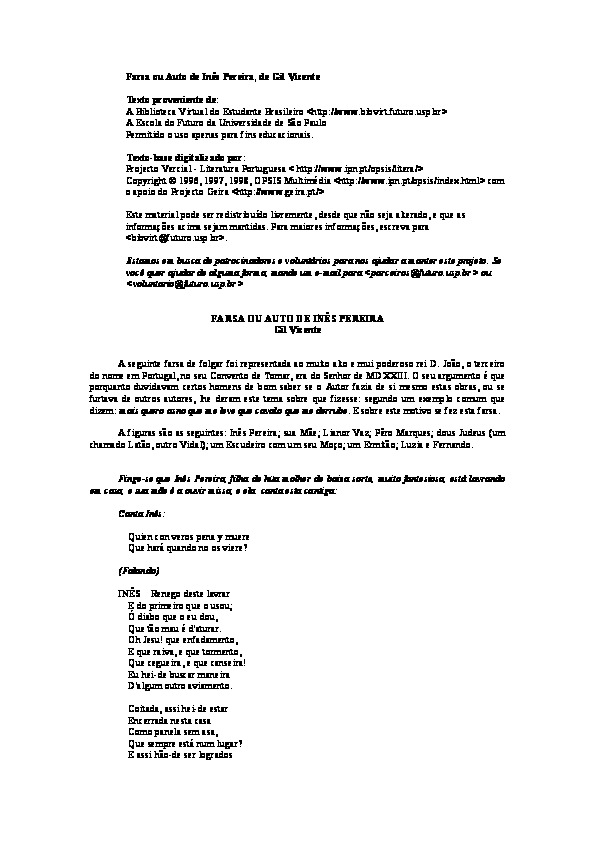 Farsa ou Auto de Inês Pereira, de Gil Vicente
Texto proveniente de:
A Biblioteca Virtual do Estudante Brasileiro <http://www.bibvirt.futuro.usp.br>
A Escola do Futuro da Universidade de São Paulo
Permitido o uso apenas para fins educacionais.
Texto-base digitalizado por:
Projecto Vercial - Literatura Portuguesa < http://www.ipn.pt/opsis/litera/>
Copyright © 1996, 1997, 1998, OPSIS Multimédia <http://www.ipn.pt/opsis/index.html> com
o apoio do Projecto Geira <http://www.geira.pt/>
Este material pode ser redistribuído livremente, desde que não seja alterado, e que as
informações acima sejam mantidas. Para maiores informações, escreva para
<bibvirt@futuro.usp.br>.
Estamos em busca de patrocinadores e voluntários para nos ajudar a manter este projeto. Se
você quer ajudar de alguma forma, mande um e-mail para <parceiros@futuro.usp.br> ou
<voluntario@futuro.usp.br>
FARSA OU AUTO DE INÊS PEREIRA
Gil Vicente
A seguinte farsa de folgar foi representada ao muito alto e mui poderoso rei D. João, o terceiro
do nome em Portugal, no seu Convento de Tomar, era do Senhor de MDXXIII. O seu argumento é que
porquanto duvidavam certos homens de bom saber se o Autor fazia de si mesmo estas obras, ou se
furtava de outros autores, lhe deram este tema sobre que fizesse: segundo um exemplo comum que
dizem: mais quero asno que me leve que cavalo que me derrube. E sobre este motivo se fez esta farsa.
A figuras são as seguintes: Inês Pereira; sua Mãe; Lianor Vaz; Pêro Marques; dous Judeus (um
chamado Latão, outro Vidal); um Escudeiro com um seu Moço; um Ermitão; Luzia e Fernando.
Finge-se que Inês Pereira, filha de hũa molher de baixa sorte, muito fantesiosa, está lavrando
em casa, e sua mãe é a ouvir missa, e ela canta esta cantiga:
Canta Inês:
Quien con veros pena y muere
Que hará quando no os viere?
(Falando)
INÊS Renego deste lavrar
E do primeiro que o usou;
Ó diabo que o eu dou,
Que tão mau é d'aturar.
Oh Jesu! que enfadamento,
E que raiva, e que tormento,
Que cegueira, e que canseira!
Eu hei-de buscar maneira
D'algum outro aviamento.
Coitada, assi hei-de estar
Encerrada nesta casa
Como panela sem asa,
Que sempre está num lugar?
E assi hão-de ser logrados